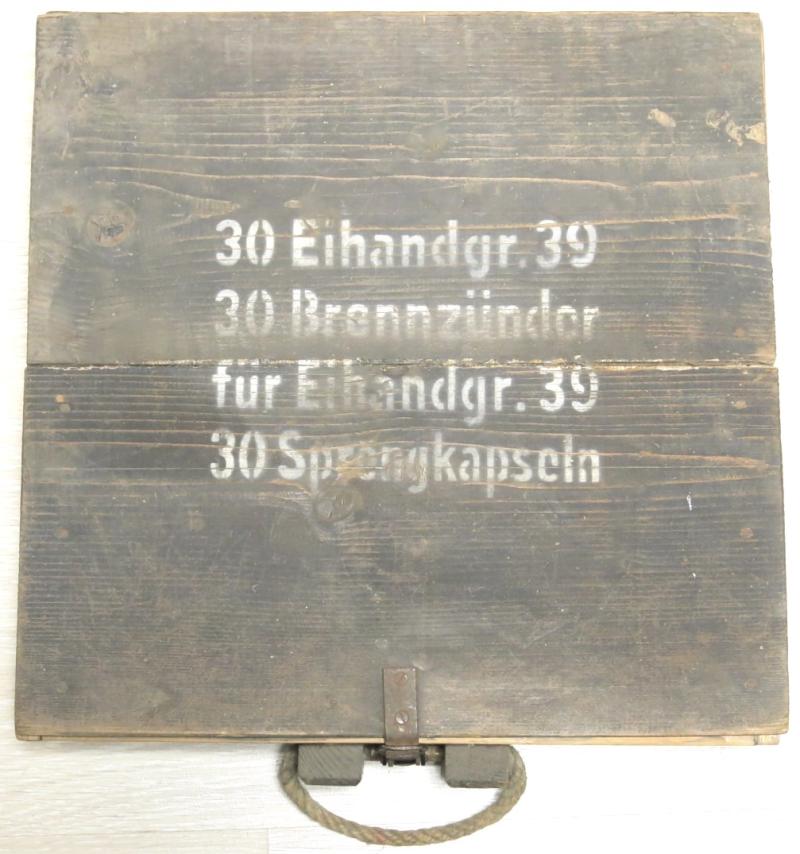 30 Eihandgr. 39
30 Brennzünder
für Eihandgr. 39
30 Sprengkapseln